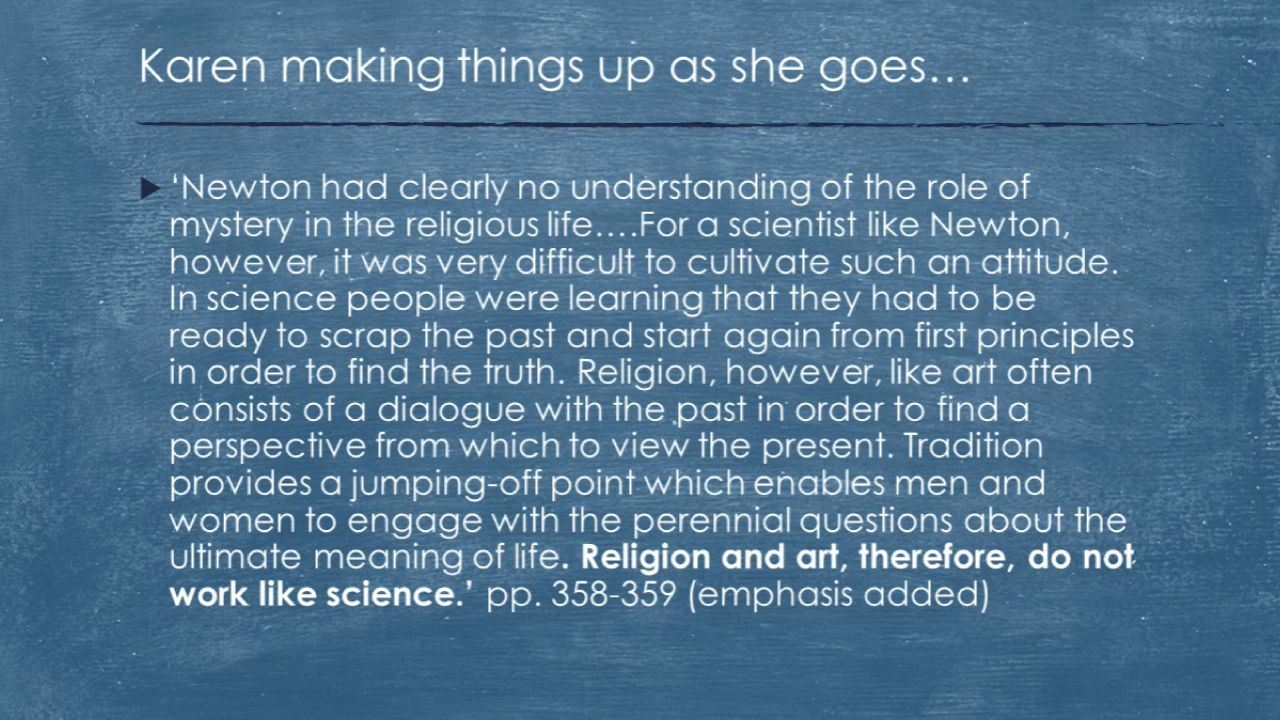 Karen making things up as she goes…
‘Newton had clearly no understanding of the role of
mystery in the religious life….For a scientist like Newton,
however, it was very difficult to cultivate such an attitude.
In science people were learning that they had to be
ready to scrap the past and start again from first principles
in order to find the truth. Religion, however, like art often
consists of a dialogue with the past in order to find a
perspective from which to view the present. Tradition
provides a jumping-off point which enables men and
women to engage with the perennial questions about the
ultimate meaning of life. Religion and art, therefore, do not
work like science.’ pp. 358-359 (emphasis added)